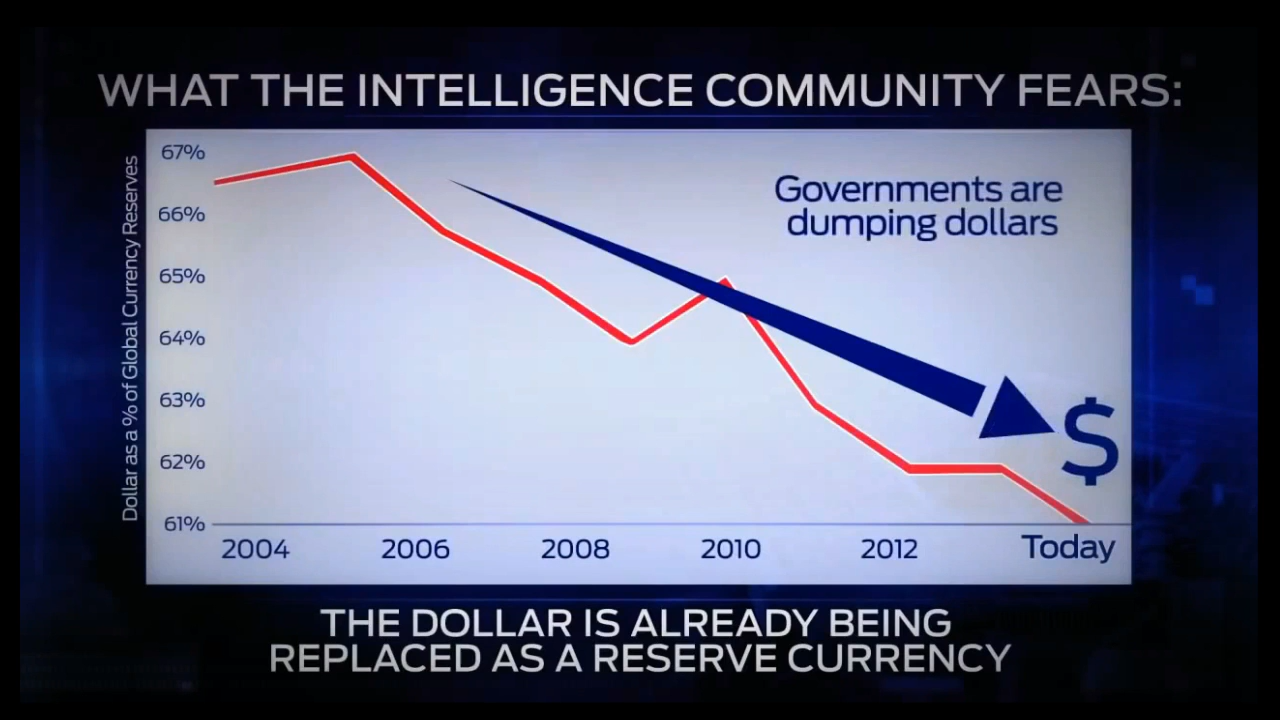 WHAT THE INTELLIGENCE COMMUNITY FEARS:
Dollar as a % of Global Currency Reserves
67%
66%
65%
64%
63%
62%
61%
Governments are
dumping dollars
$
2004 2006 2008 2010 2012 Today
THE DOLLAR IS ALREADY BEING
REPLACED AS A RESERVE CURRENCY